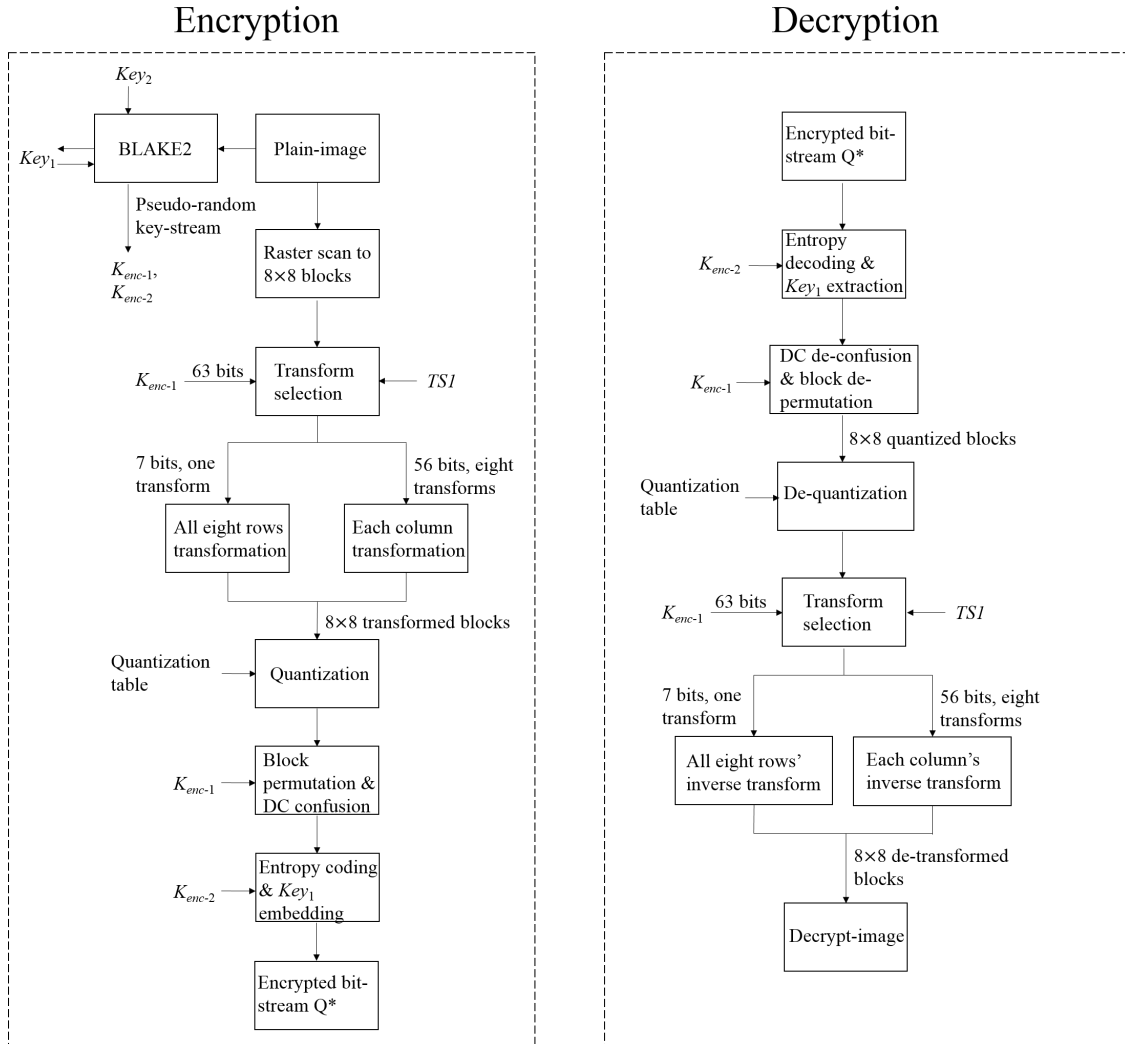 Encryption
Key2
BLAKE2
Plain-image
Key1
Pseudo-random
key-stream
Kenc-1,
Kenc-2
Raster scan to
8×8 blocks
Kenc-1
63 bits
Transform
selection
TS1
7 bits, one
transform
56 bits, eight
transforms
All eight rows
transformation
Each column
transformation
8×8 transformed blocks
Quantization
table
Quantization
Kenc-1
Block
permutation &
DC confusion
Kenc-2
Entropy coding
& Key1
embedding
Encrypted bit-
stream Q*
Decryption
Encrypted bit-
stream Q*
Kenc-2
Entropy
decoding &
Key1 extraction
Kenc-1
DC de-confusion
& block de-
permutation
8×8 quantized blocks
Quantization
table
De-quantization
Kenc-1
63 bits
Transform
selection
TS1
7 bits, one
transform
56 bits, eight
transforms
All eight rows’
inverse transform
Each column’s
inverse transform
8×8 de-transformed
blocks
Decrypt-image